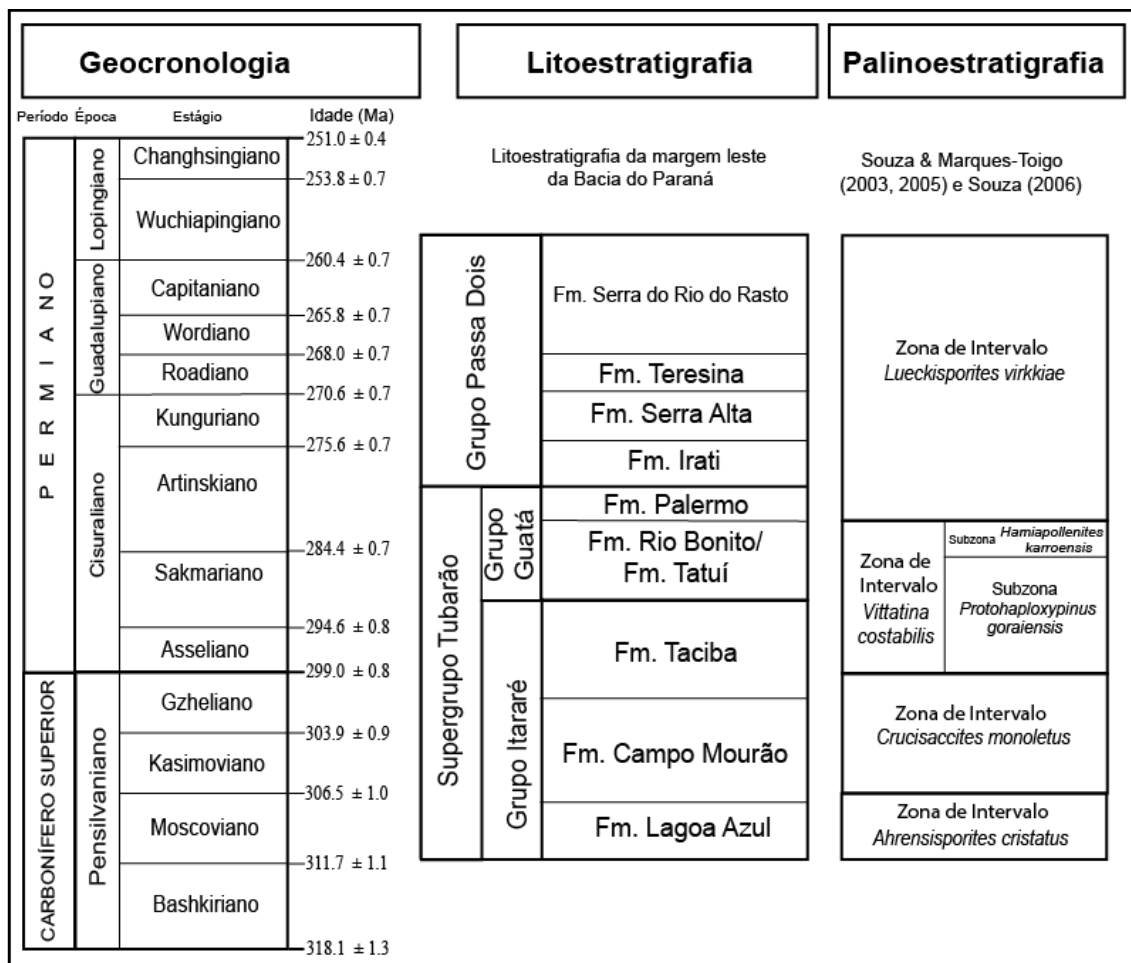 Geocronologia
Litoestratigrafia
Palinoestratigrafia
Período
Época
Estágio
Idade (Ma)
PERMIANO
CARBONÍFERO SUPERIOR
Lopingiano
Guadalupiano
Cisuraliano
Pensilvaniano
Changhsingiano
Wuchiapingiano
Capitaniano
Wordiano
Roadiano
Kunguriano
Artinskiano
Sakmariano
Asseliano
Gzheliano
Kasimoviano
Moscoviano
Bashkiriano
251.0 ± 0.4
253.8 ± 0.7
260.4 ± 0.7
265.8 ± 0.7
268.0 ± 0.7
270.6 ± 0.7
275.6 ± 0.7
284.4 ± 0.7
294.6 ± 0.8
299.0 ± 0.8
303.9 ± 0.9
306.5 ± 1.0
311.7 ± 1.1
318.1 ± 1.3
Litoestratigrafia da margem leste
da Bacia do Paraná
Grupo Passa Dois
Supergrupo Tubarão
Grupo
Guatá
Grupo Itararé
Fm. Serra do Rio do Rasto
Fm. Teresina
Fm. Serra Alta
Fm. Irati
Fm. Palermo
Fm. Rio Bonito/
Fm. Tatuí
Fm. Taciba
Fm. Campo Mourão
Fm. Lagoa Azul
Souza & Marques-Toigo
(2003, 2005) e Souza (2006)
Zona de Intervalo
Lueckisporites virkkiae
Zona de
Intervalo
Vittatina
costabilis
Subzona Hamiapollenites
karroensis
Subzona
Protohaploxypinus
goraiensis
Zona de Intervalo
Crucisaccites monoletus
Zona de Intervalo
Ahrensisporites cristatus